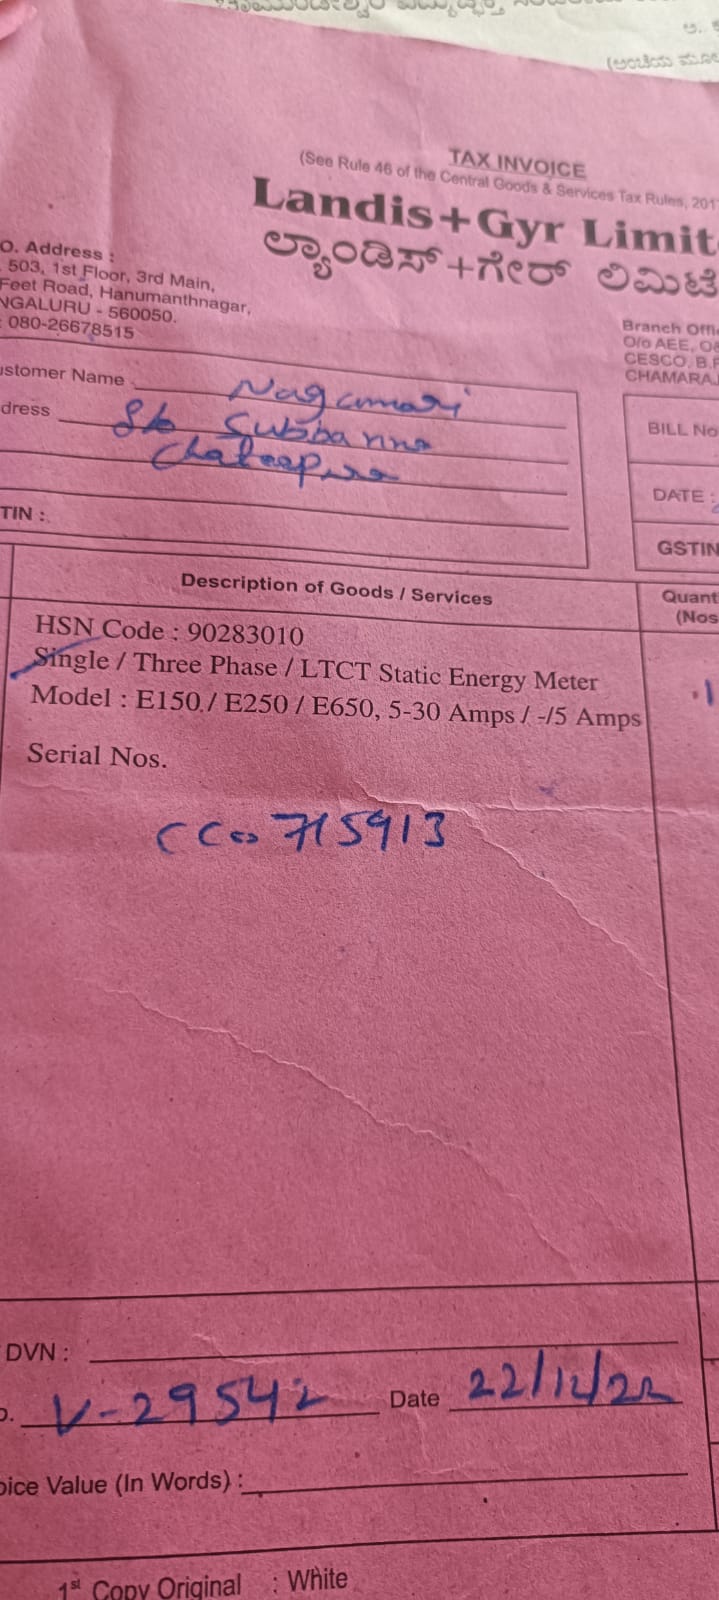 TAX INVOICE
(See Rule 46 of the Central Goods & Services Tax Rules, 201
Landis+Gyr Limit
ಲ್ಯಾಂಡಿಸ್+ಗೇರ್ ಲಿಮಿಟೆ
O. Address :
503, 1st Floor, 3rd Main,
Feet Road, Hanumanthnagar,
NGALURU - 560050.
: 080-26678515
Branch Offi
O/o AEE, O&
CESCO. B.R
CHAMARAJ
ustomer Name Nagamari
dress S/o Subbanna
TIN :
BILL No
DATE :
GSTIN
Description of Goods / Services
Quant
(Nos
HSN Code : 90283010
Single / Three Phase / LTCT Static Energy Meter
Model : E150 / E250 / E650, 5-30 Amps / -/5 Amps
1
Serial Nos.
715913
DVN :
o. V-29542 Date 22/12/22
oice Value (In Words) :
1st Copy Original : White